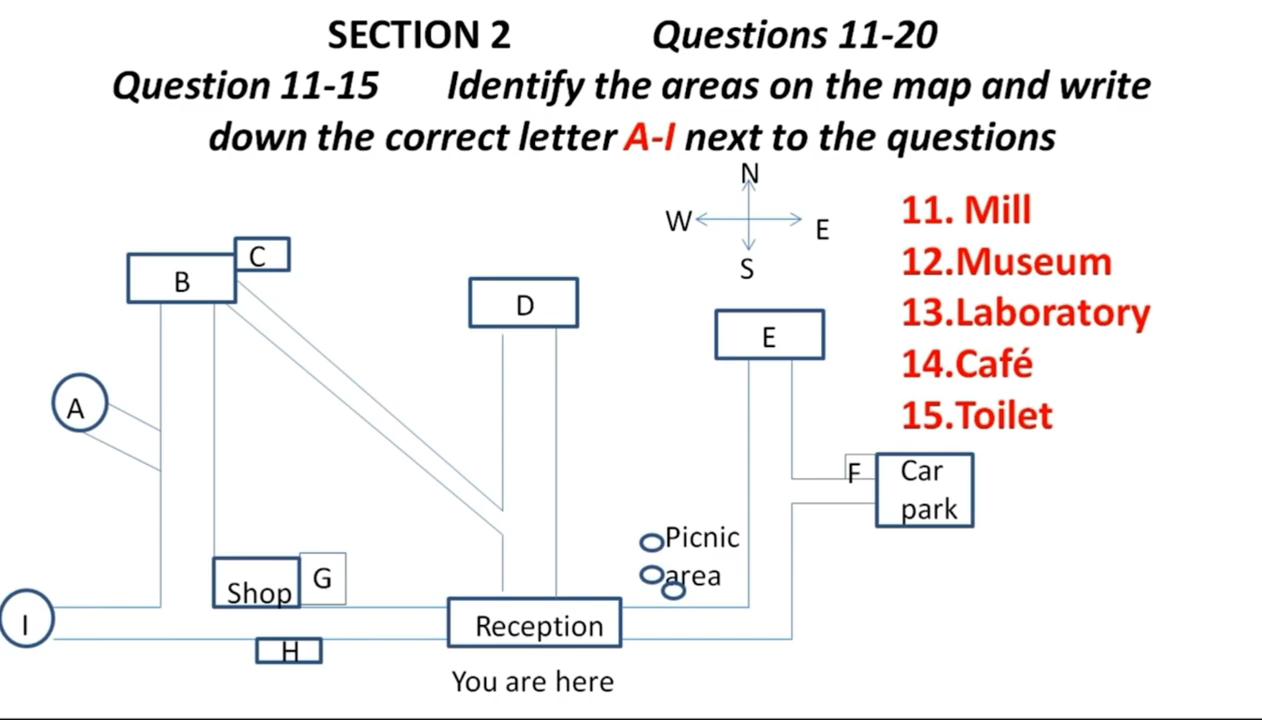 SECTION 2 Questions 11-20
Question 11-15 Identify the areas on the map and write
down the correct letter A-I next to the questions
N
W
E
S
11. Mill
12.Museum
13.Laboratory
14.Café
15.Toilet
C
B
D
E
A
F
Car
park
Picnic
area
Shop
G
I
Reception
H
You are here